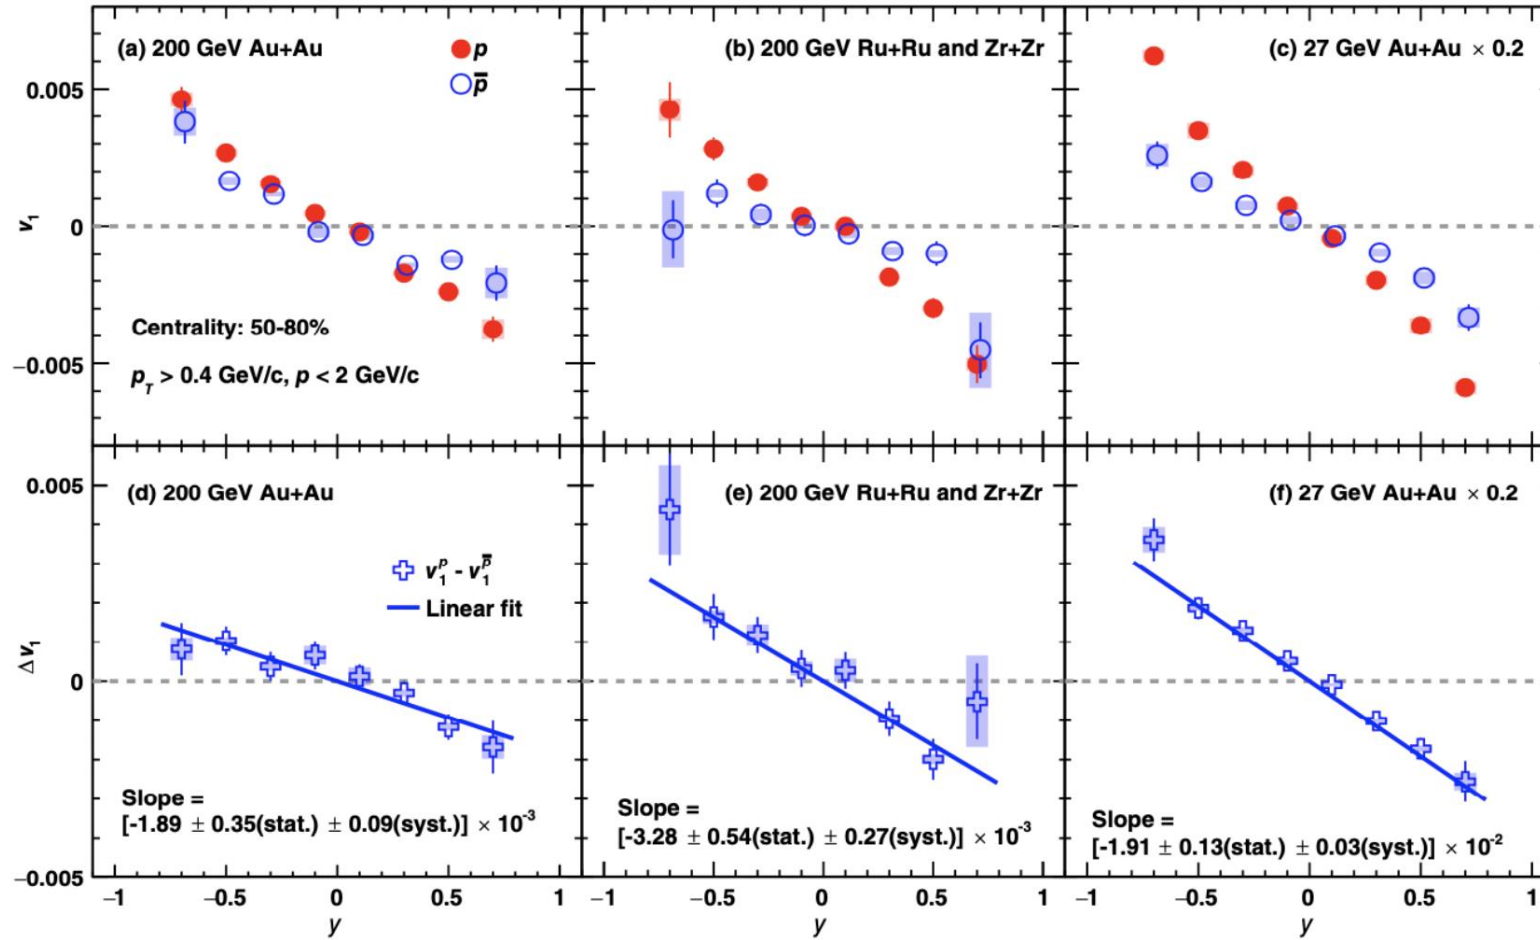 (a) 200 GeV Au+Au
p
p̅
(b) 200 GeV Ru+Ru and Zr+Zr
(c) 27 GeV Au+Au × 0.2
0.005
0
−0.005
v₁
Centrality: 50-80%
p_T > 0.4 GeV/c, p < 2 GeV/c
(d) 200 GeV Au+Au
(e) 200 GeV Ru+Ru and Zr+Zr
(f) 27 GeV Au+Au × 0.2
0.005
0
−0.005
Δv₁
v₁ᵖ - v₁^p̅
Linear fit
Slope =
[-1.89 ± 0.35(stat.) ± 0.09(syst.)] × 10⁻³
Slope =
[-3.28 ± 0.54(stat.) ± 0.27(syst.)] × 10⁻³
Slope =
[-1.91 ± 0.13(stat.) ± 0.03(syst.)] × 10⁻²
−1 −0.5 0 0.5 1
−1 −0.5 0 0.5 1
−1 −0.5 0 0.5 1
y
y
y